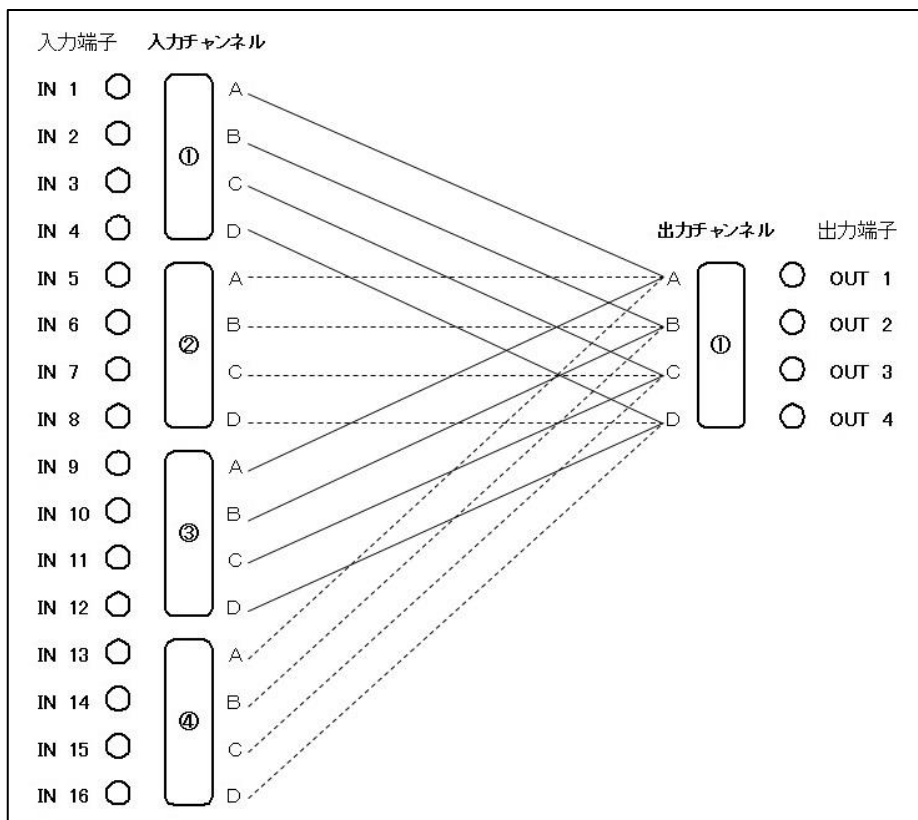 入力端子 入力チャンネル
IN 1 A
IN 2 B
①
IN 3 C
IN 4 D
出力チャンネル 出力端子
IN 5 A
A OUT 1
IN 6 B
B OUT 2
②
①
IN 7 C
C OUT 3
IN 8 D
D OUT 4
IN 9 A
IN 10 B
③
IN 11 C
IN 12 D
IN 13 A
IN 14 B
④
IN 15 C
IN 16 D